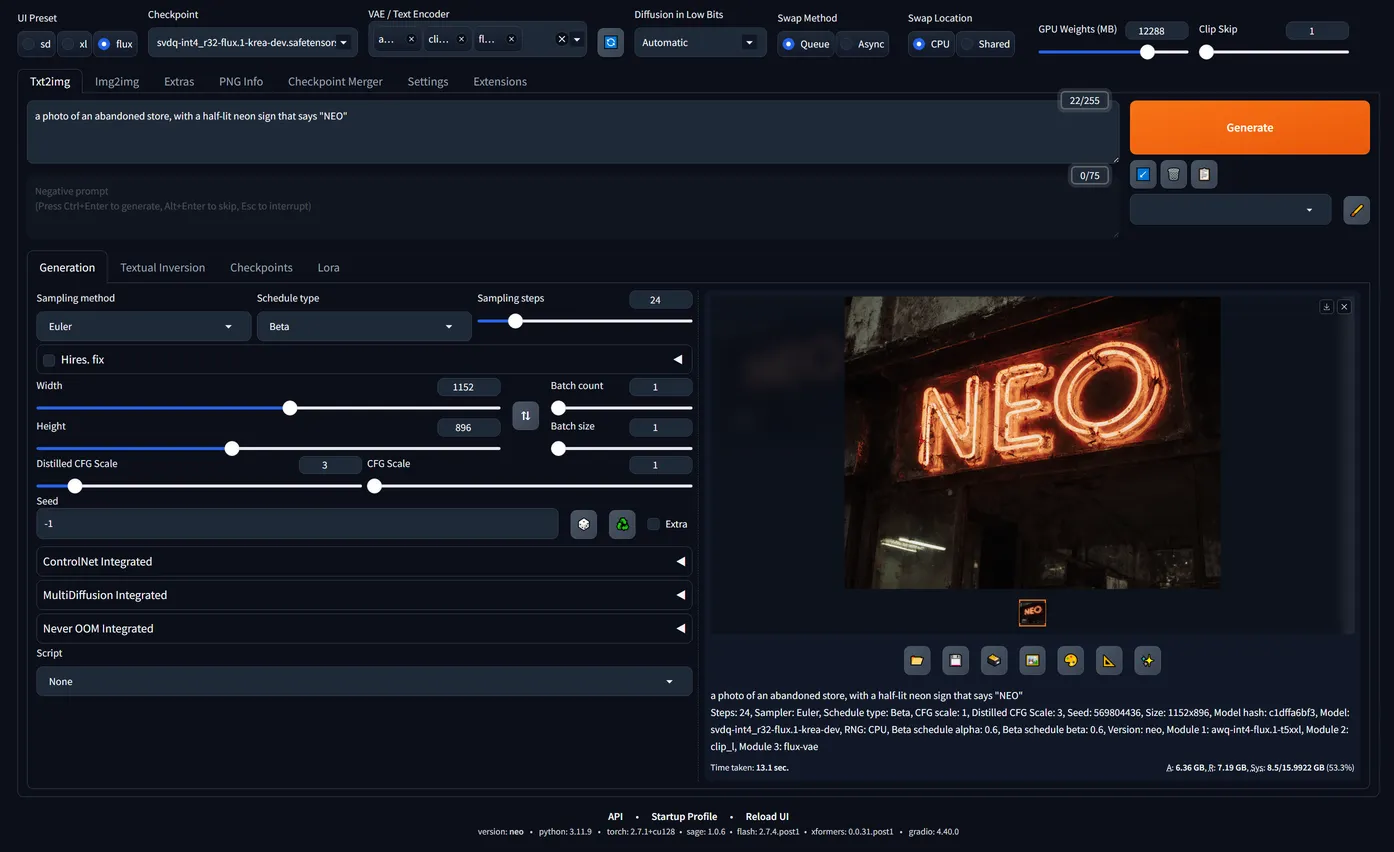 UI Preset
sd xl flux
Checkpoint
svdq-int4_r32-flux.1-krea-dev.safetensors
VAE / Text Encoder
a... × cli... × fl... ×
Diffusion in Low Bits
Automatic
Swap Method
Queue Async
Swap Location
CPU Shared
GPU Weights (MB) 12288
Clip Skip 1
Txt2img Img2img Extras PNG Info Checkpoint Merger Settings Extensions
22/255
a photo of an abandoned store, with a half-lit neon sign that says "NEO"
Generate
0/75
Negative prompt
(Press Ctrl+Enter to generate, Alt+Enter to skip, Esc to interrupt)
Generation Textual Inversion Checkpoints Lora
Sampling method
Euler
Schedule type
Beta
Sampling steps 24
Hires. fix
Width 1152
Batch count 1
Height 896
Batch size 1
Distilled CFG Scale 3
CFG Scale 1
Seed
-1
Extra
ControlNet Integrated
MultiDiffusion Integrated
Never OOM Integrated
Script
None
NEO
NEO
a photo of an abandoned store, with a half-lit neon sign that says "NEO"
Steps: 24, Sampler: Euler, Schedule type: Beta, CFG scale: 1, Distilled CFG Scale: 3, Seed: 569804436, Size: 1152x896, Model hash: c1dffa6bf3, Model:
svdq-int4_r32-flux.1-krea-dev, RNG: CPU, Beta schedule alpha: 0.6, Beta schedule beta: 0.6, Version: neo, Module 1: awq-int4-flux.1-t5xxl, Module 2:
clip_l, Module 3: flux-vae
Time taken: 13.1 sec.
A: 6.36 GB, R: 7.19 GB, Sys: 8.5/15.9922 GB (53.3%)
API • Startup Profile • Reload UI
version: neo • python: 3.11.9 • torch: 2.7.1+cu128 • sage: 1.0.6 • flash: 2.7.4.post1 • xformers: 0.0.31.post1 • gradio: 4.40.0